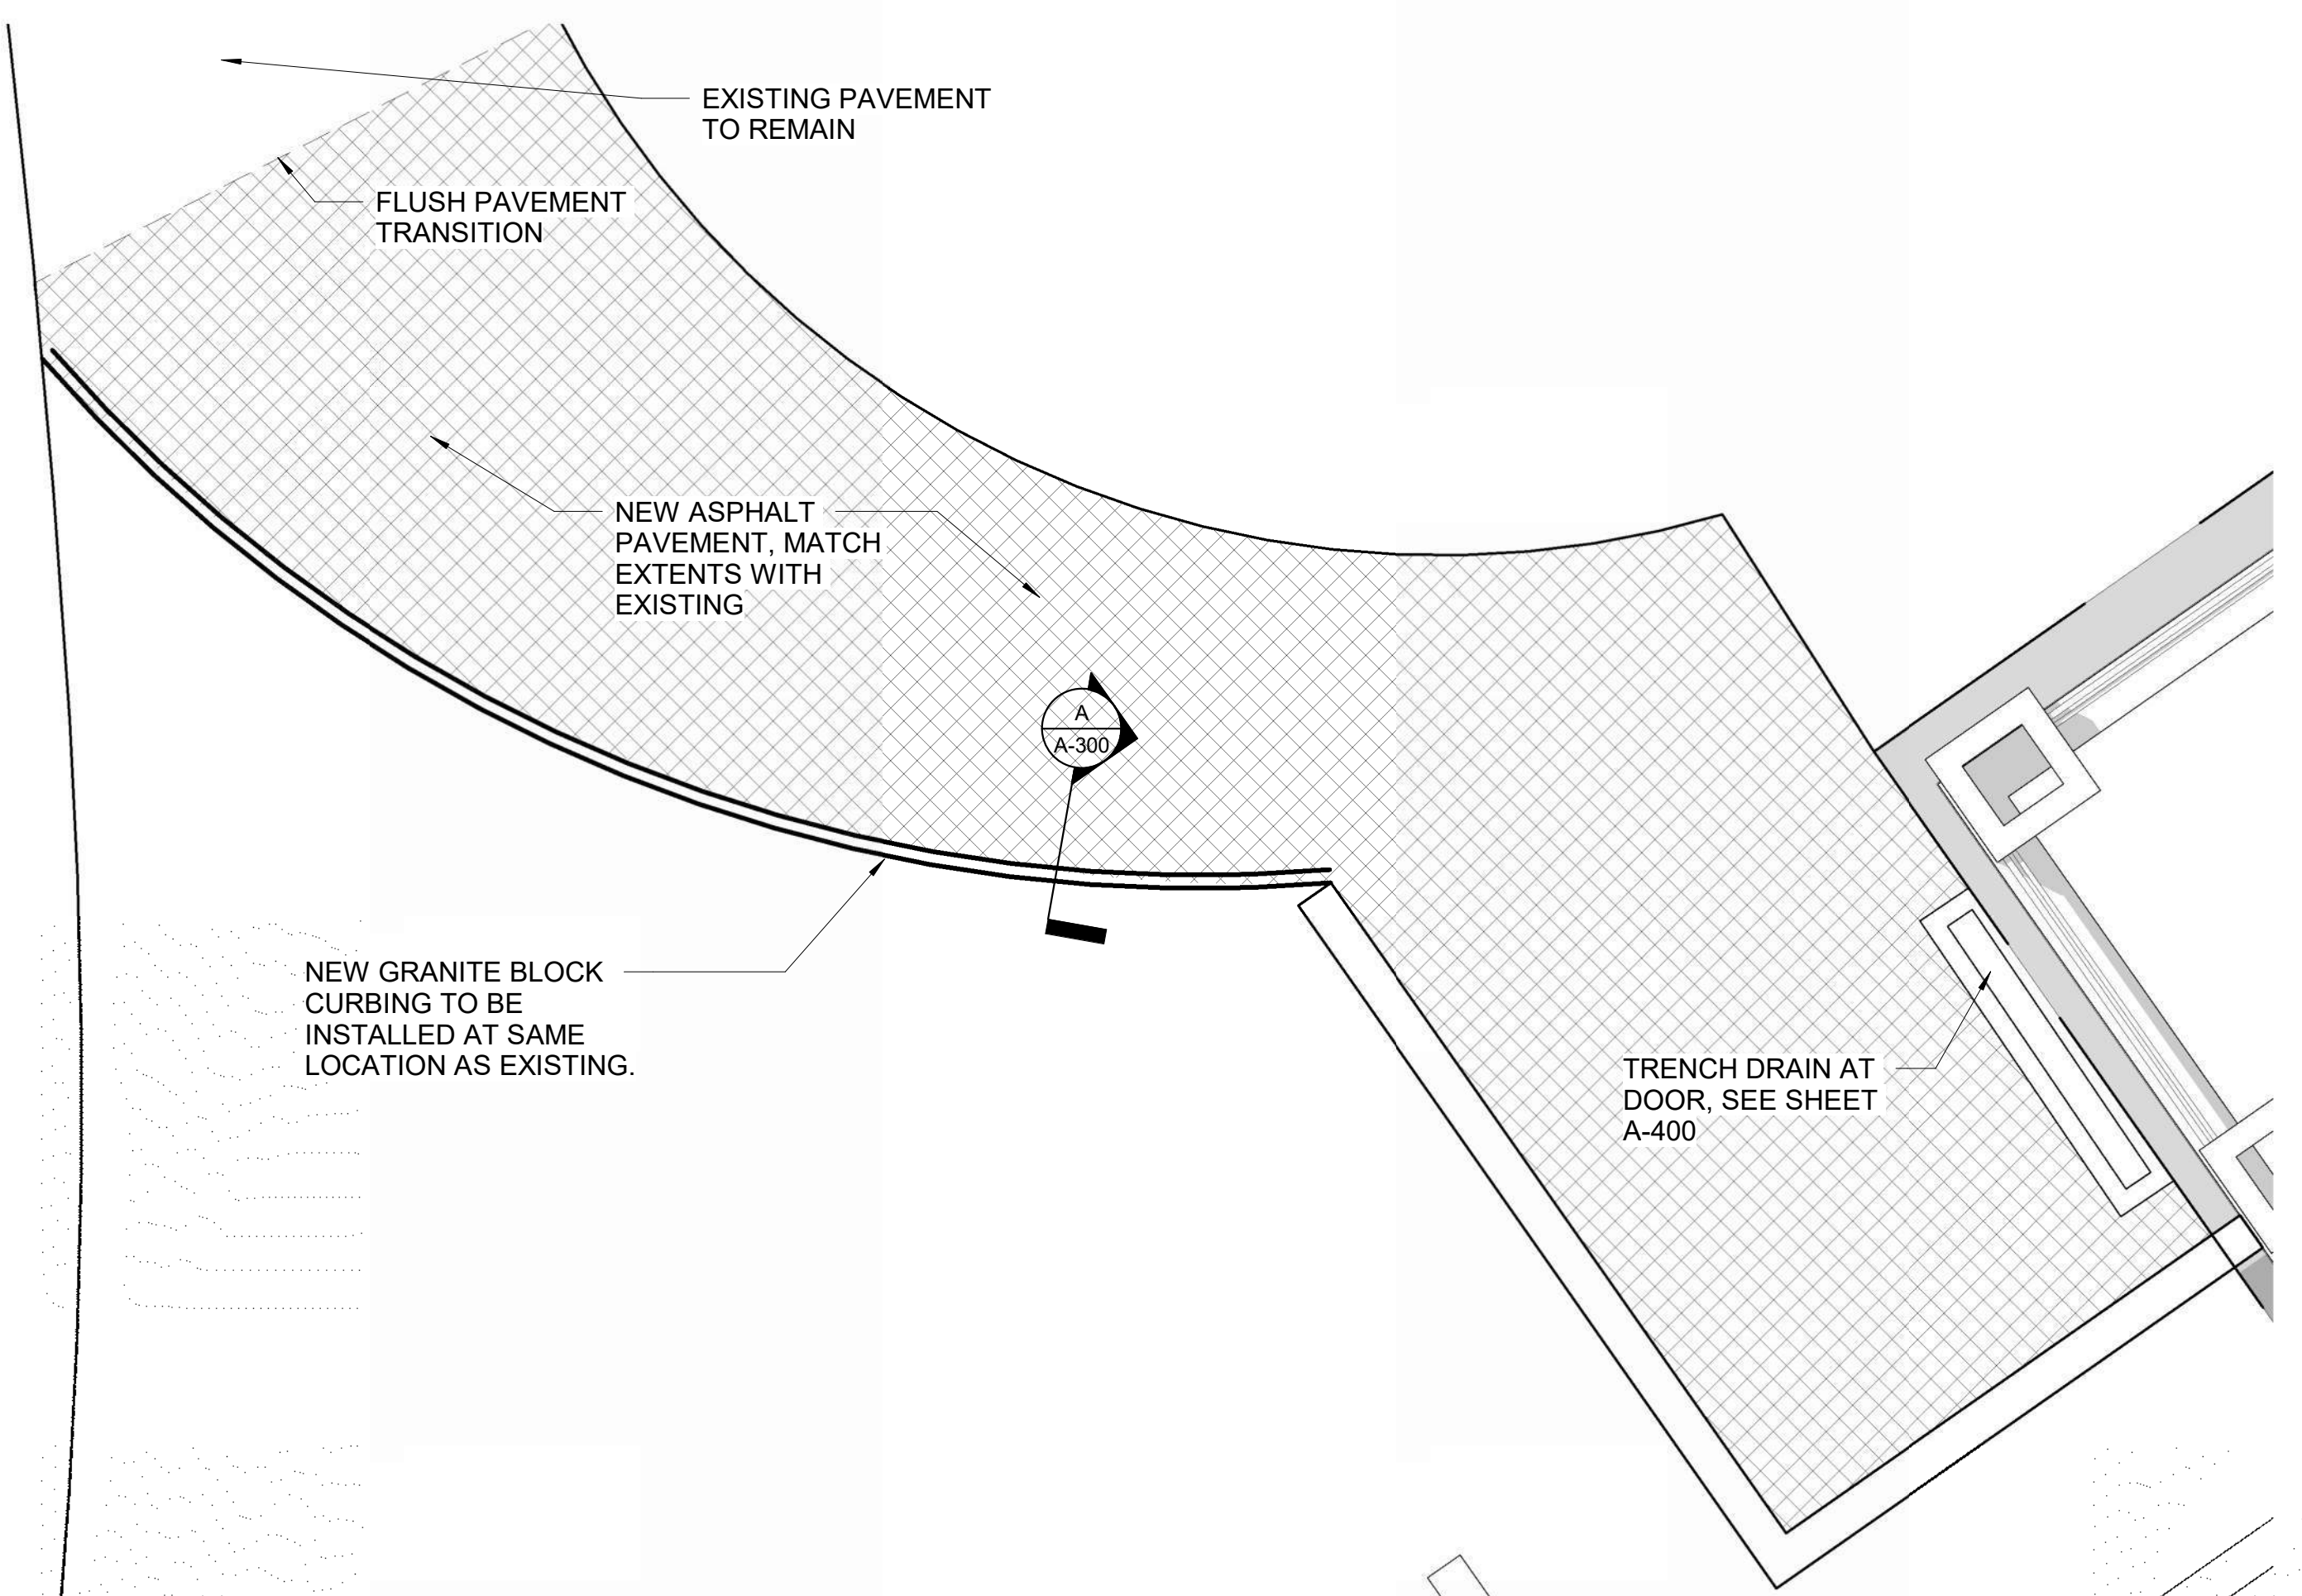 EXISTING PAVEMENT
TO REMAIN
FLUSH PAVEMENT
TRANSITION
NEW ASPHALT
PAVEMENT, MATCH
EXTENTS WITH
EXISTING
A
A-300
NEW GRANITE BLOCK
CURBING TO BE
INSTALLED AT SAME
LOCATION AS EXISTING.
TRENCH DRAIN AT
DOOR, SEE SHEET
A-400